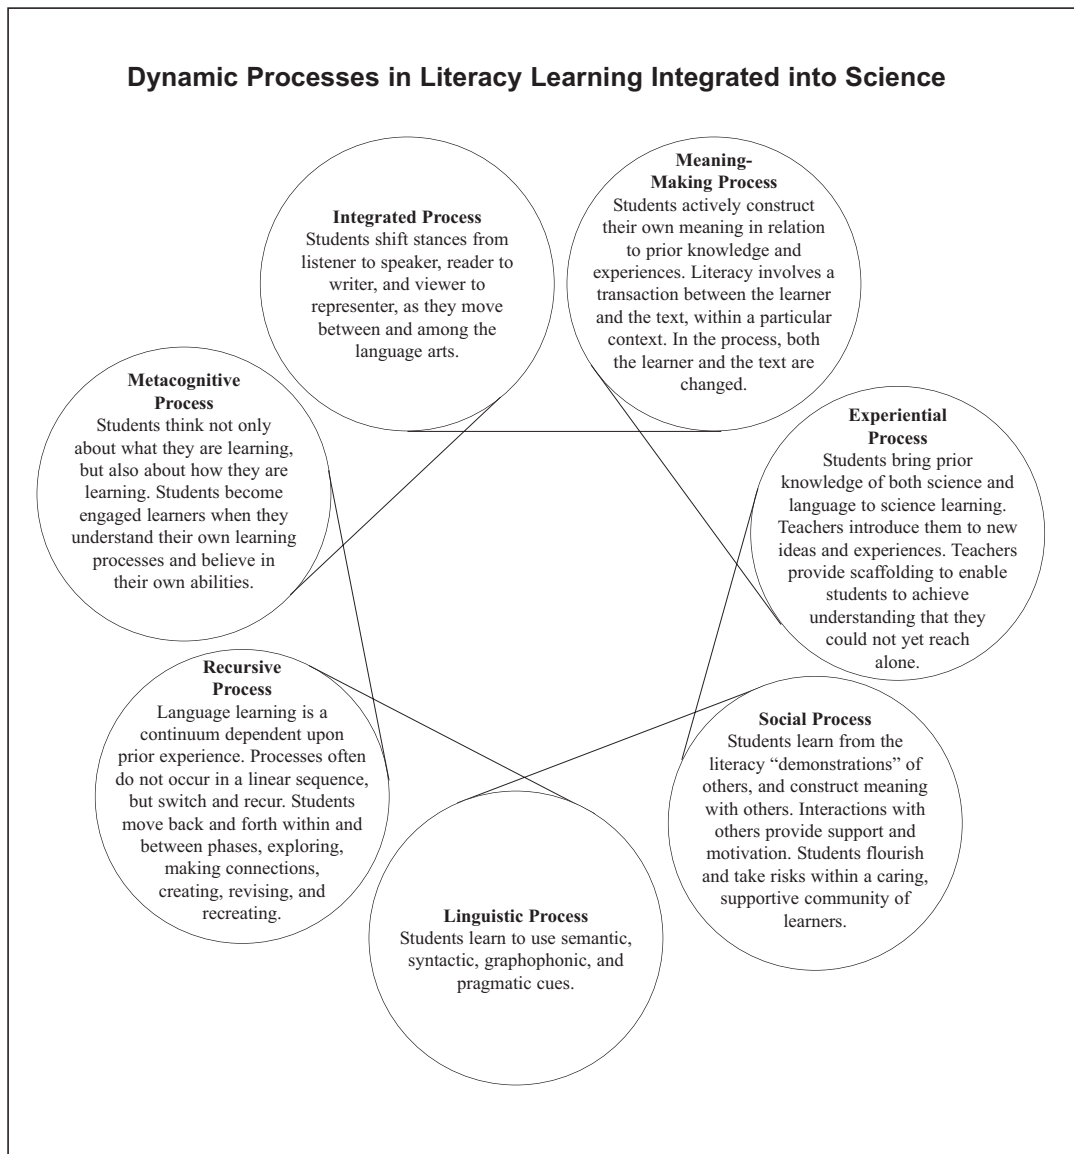 Dynamic Processes in Literacy Learning Integrated into Science
Integrated Process
Students shift stances from
listener to speaker, reader to
writer, and viewer to
representer, as they move
between and among the
language arts.
Meaning-
Making Process
Students actively construct
their own meaning in relation
to prior knowledge and
experiences. Literacy involves a
transaction between the learner
and the text, within a particular
context. In the process, both
the learner and the text are
changed.
Metacognitive
Process
Students think not only
about what they are learning,
but also about how they are
learning. Students become
engaged learners when they
understand their own learning
processes and believe in
their own abilities.
Experiential
Process
Students bring prior
knowledge of both science and
language to science learning.
Teachers introduce them to new
ideas and experiences. Teachers
provide scaffolding to enable
students to achieve
understanding that they
could not yet reach
alone.
Recursive
Process
Language learning is a
continuum dependent upon
prior experience. Processes often
do not occur in a linear sequence,
but switch and recur. Students
move back and forth within and
between phases, exploring,
making connections,
creating, revising, and
recreating.
Social Process
Students learn from the
literacy “demonstrations” of
others, and construct meaning
with others. Interactions with
others provide support and
motivation. Students flourish
and take risks within a caring,
supportive community of
learners.
Linguistic Process
Students learn to use semantic,
syntactic, graphophonic, and
pragmatic cues.